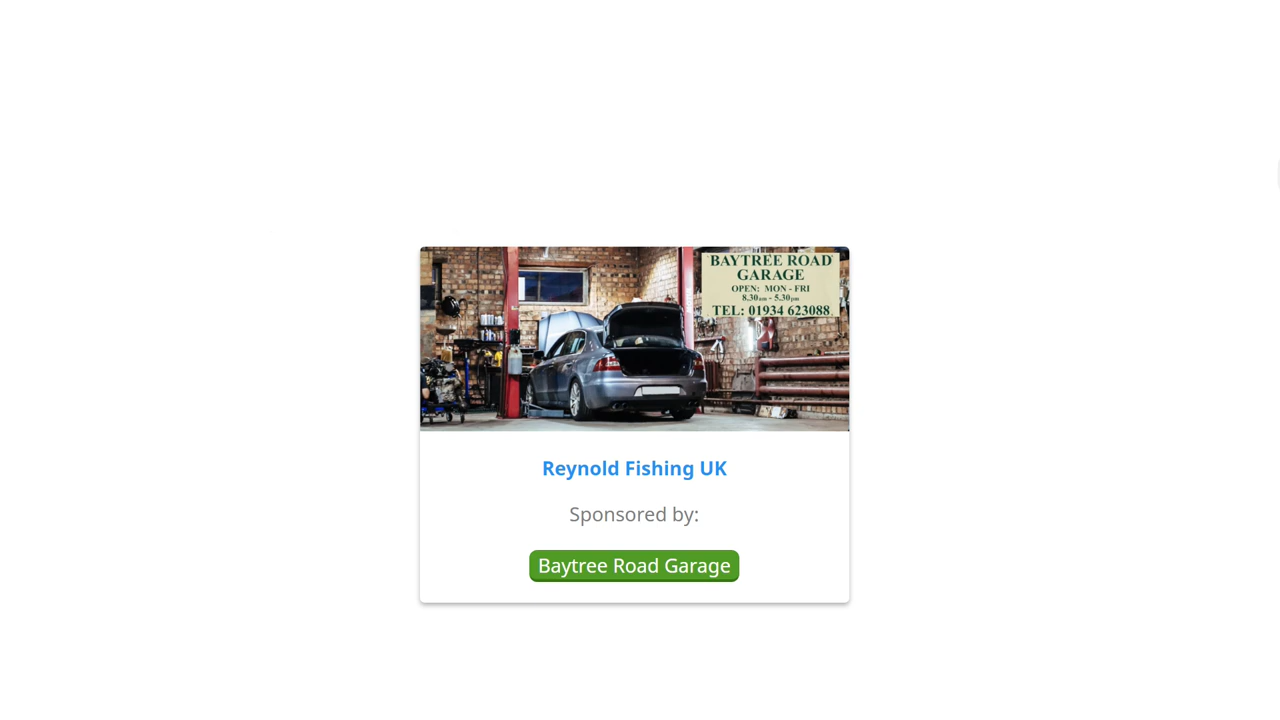 BAYTREE ROAD
GARAGE
OPEN: MON - FRI
8.30am - 5.30pm
TEL: 01934 623088
Reynold Fishing UK
Sponsored by:
Baytree Road Garage